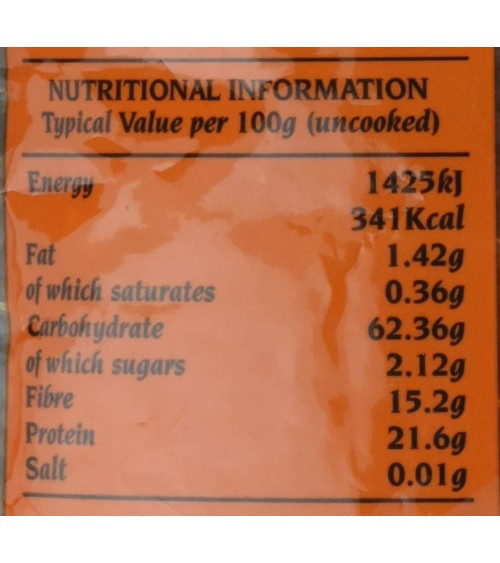 NUTRITIONAL INFORMATION
Typical Value per 100g (uncooked)
Energy 1425kJ
341Kcal
Fat 1.42g
of which saturates 0.36g
Carbohydrate 62.36g
of which sugars 2.12g
Fibre 15.2g
Protein 21.6g
Salt 0.01g